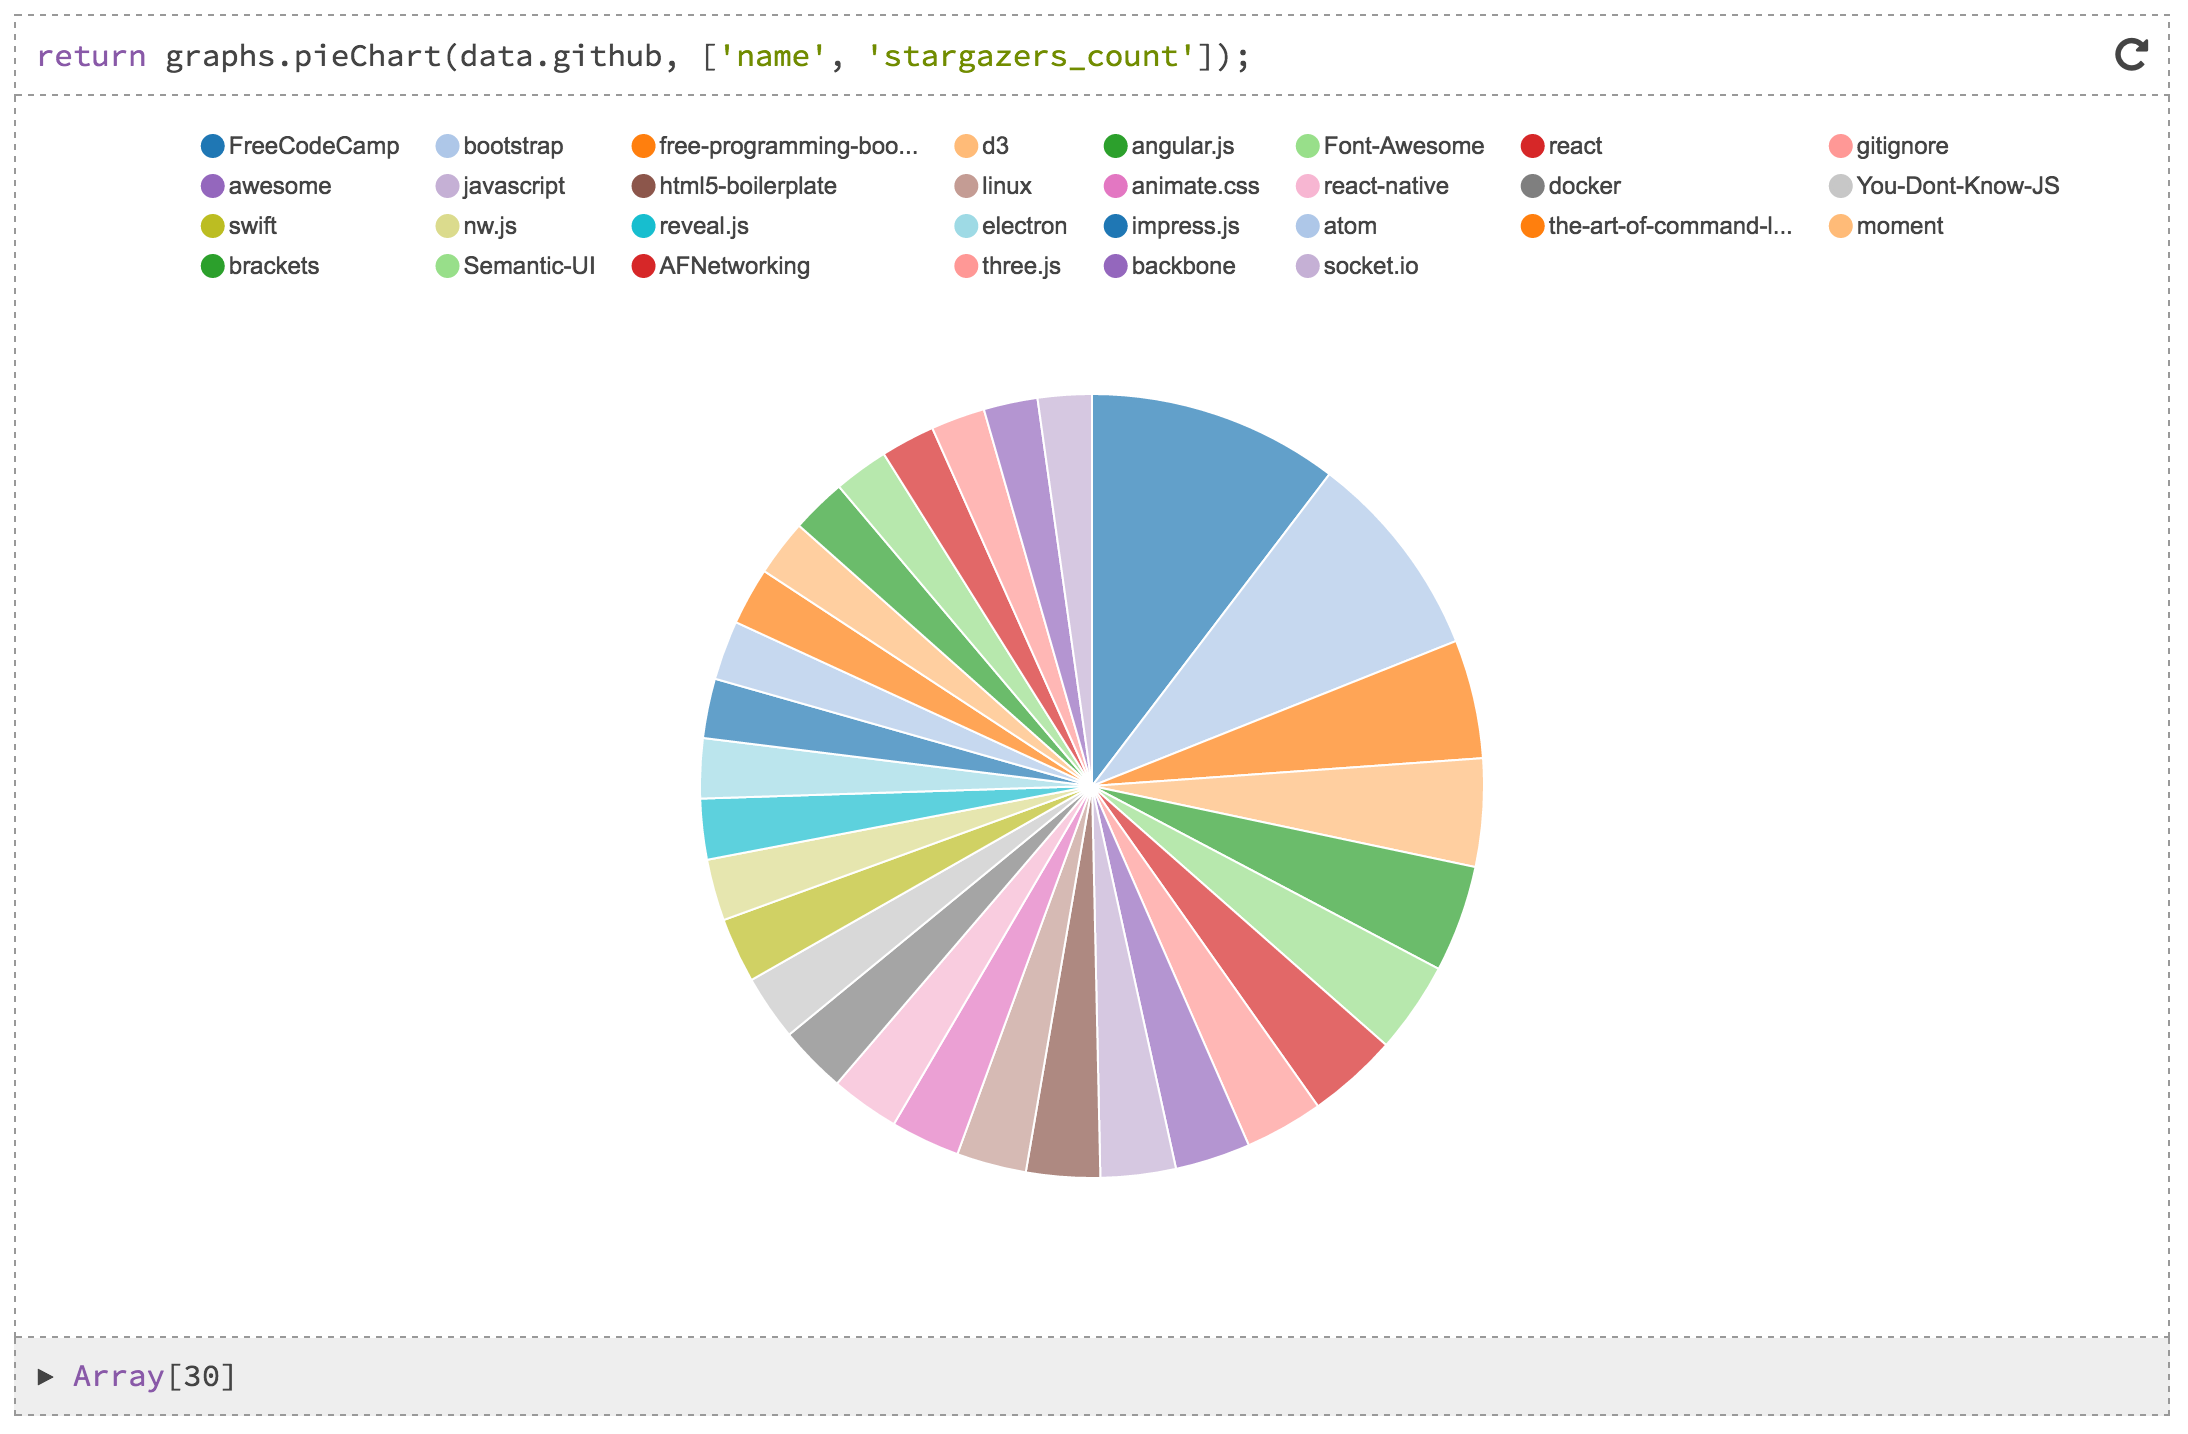 return graphs.pieChart(data.github, ['name', 'stargazers_count']);
FreeCodeCamp bootstrap free-programming-boo... d3 angular.js Font-Awesome react gitignore
awesome javascript html5-boilerplate linux animate.css react-native docker You-Dont-Know-JS
swift nw.js reveal.js electron impress.js atom the-art-of-command-l... moment
brackets Semantic-UI AFNetworking three.js backbone socket.io
Array[30]